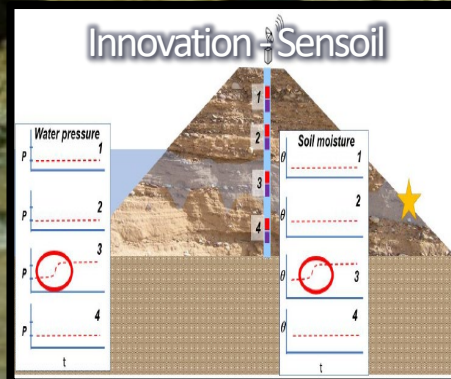 Innovation - Sensoil
Water pressure
P 1
P 2
P 3
P 4
t
1
2
3
4
Soil moisture
θ 1
θ 2
θ 3
θ 4
t